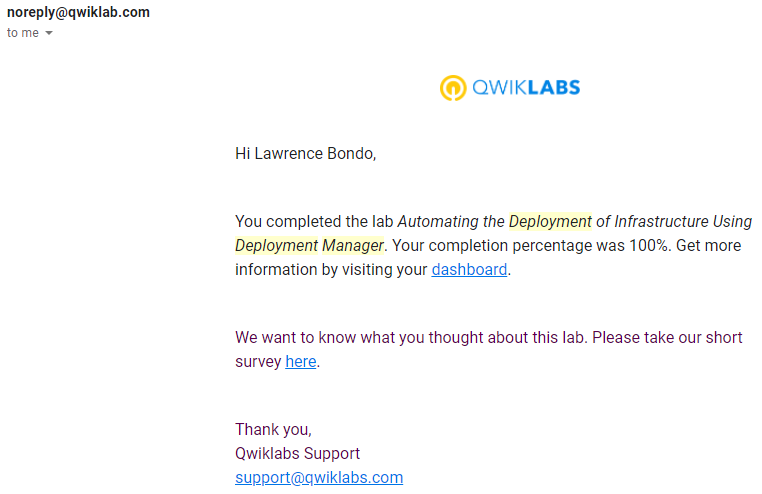 noreply@qwiklab.com
to me
QWIKLABS
Hi Lawrence Bondo,
You completed the lab Automating the Deployment of Infrastructure Using
Deployment Manager. Your completion percentage was 100%. Get more
information by visiting your dashboard.
We want to know what you thought about this lab. Please take our short
survey here.
Thank you,
Qwiklabs Support
support@qwiklabs.com